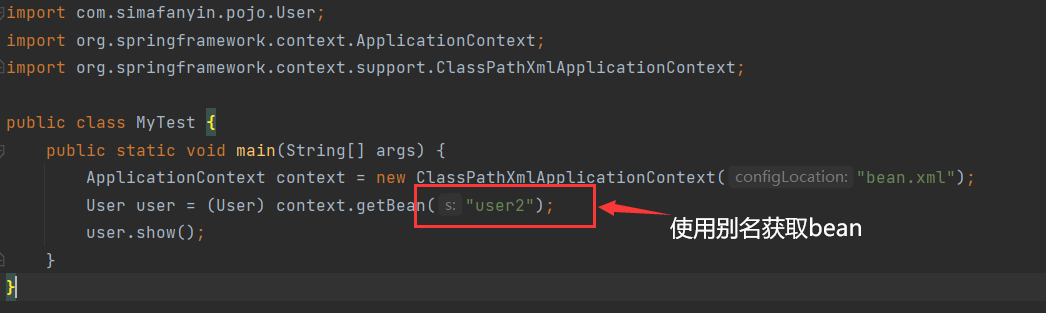 import com.simafanyin.pojo.User;
import org.springframework.context.ApplicationContext;
import org.springframework.context.support.ClassPathXmlApplicationContext;
public class MyTest {
public static void main(String[] args) {
ApplicationContext context = new ClassPathXmlApplicationContext( configLocation: "bean.xml");
User user = (User) context.getBean( s: "user2");
user.show();
使用别名获取bean
}
}